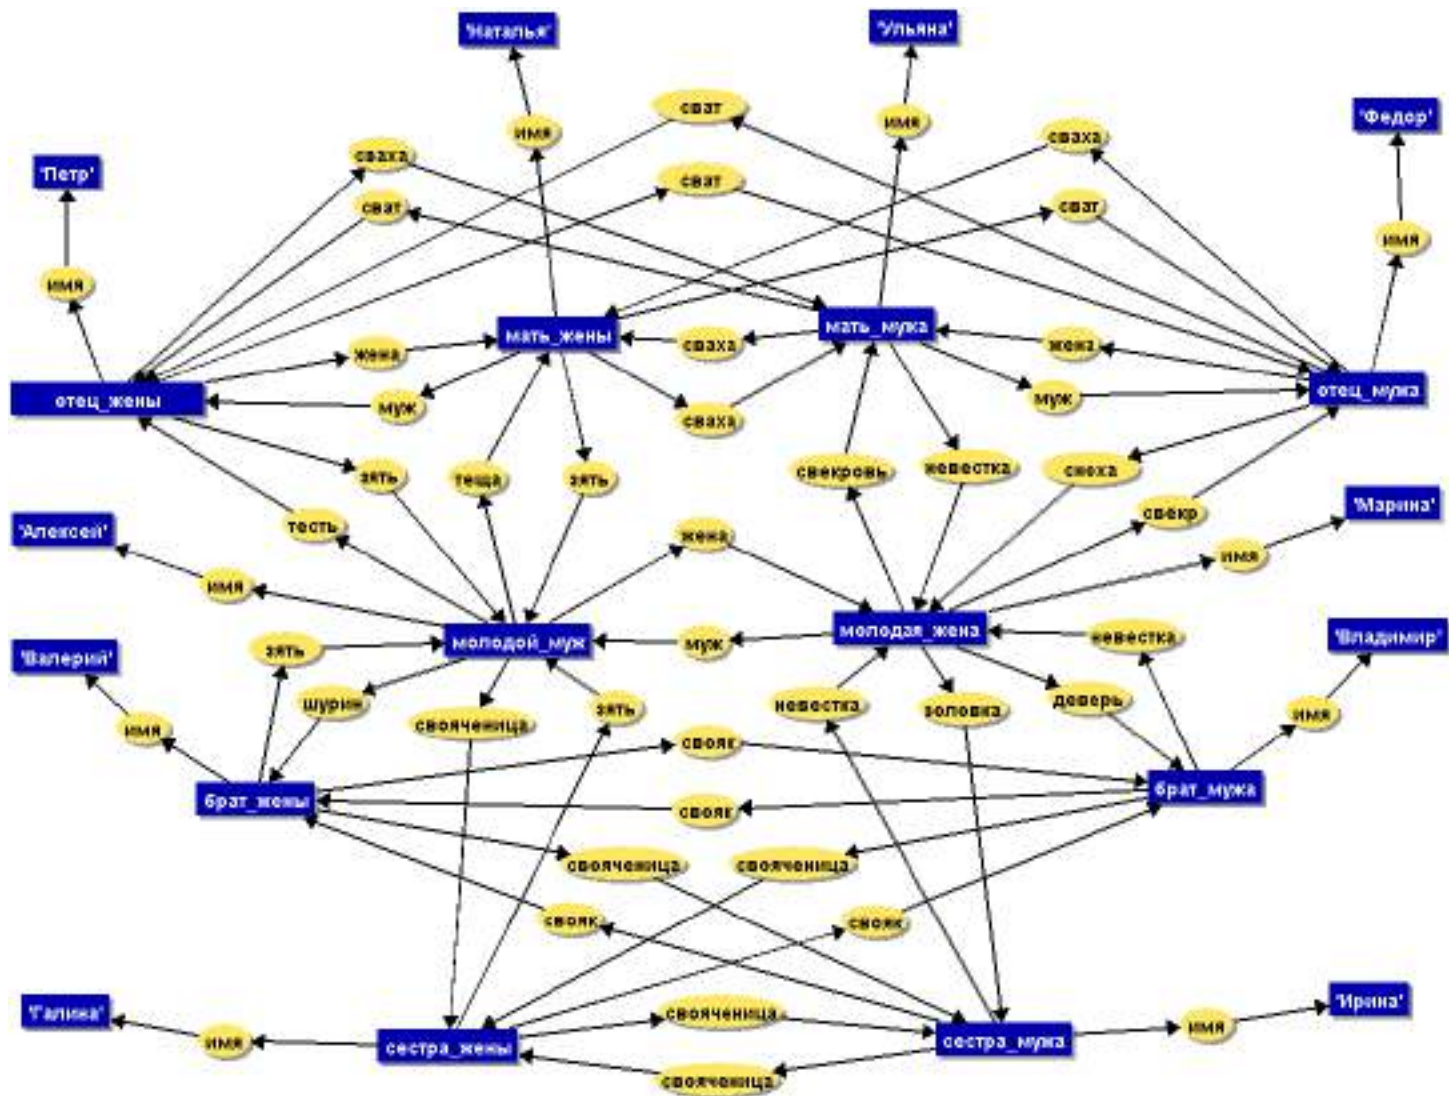 'Наталья'
'Ульяна'
сват
'Федор'
имя
имя
сваха
сваха
'Петр'
сват
сват
сват
имя
имя
мать_жены
мать_мужа
жена
сваха
жена
отец_жены
муж
сваха
муж
отец_мужа
зять
теща
зять
свекровь
невестка
сноха
'Алексей'
тесть
жена
свекр
'Марина'
имя
имя
'Валерий'
зять
молодой_муж
муж
молодая_жена
невестка
'Владимир'
имя
шурин
свояченица
зять
невестка
золовка
деверь
имя
брат_жены
свояк
свояк
брат_мужа
свояченица
свояченица
свояк
свояк
'Галина'
имя
сестра_жены
свояченица
свояченица
сестра_мужа
имя
'Ирина'